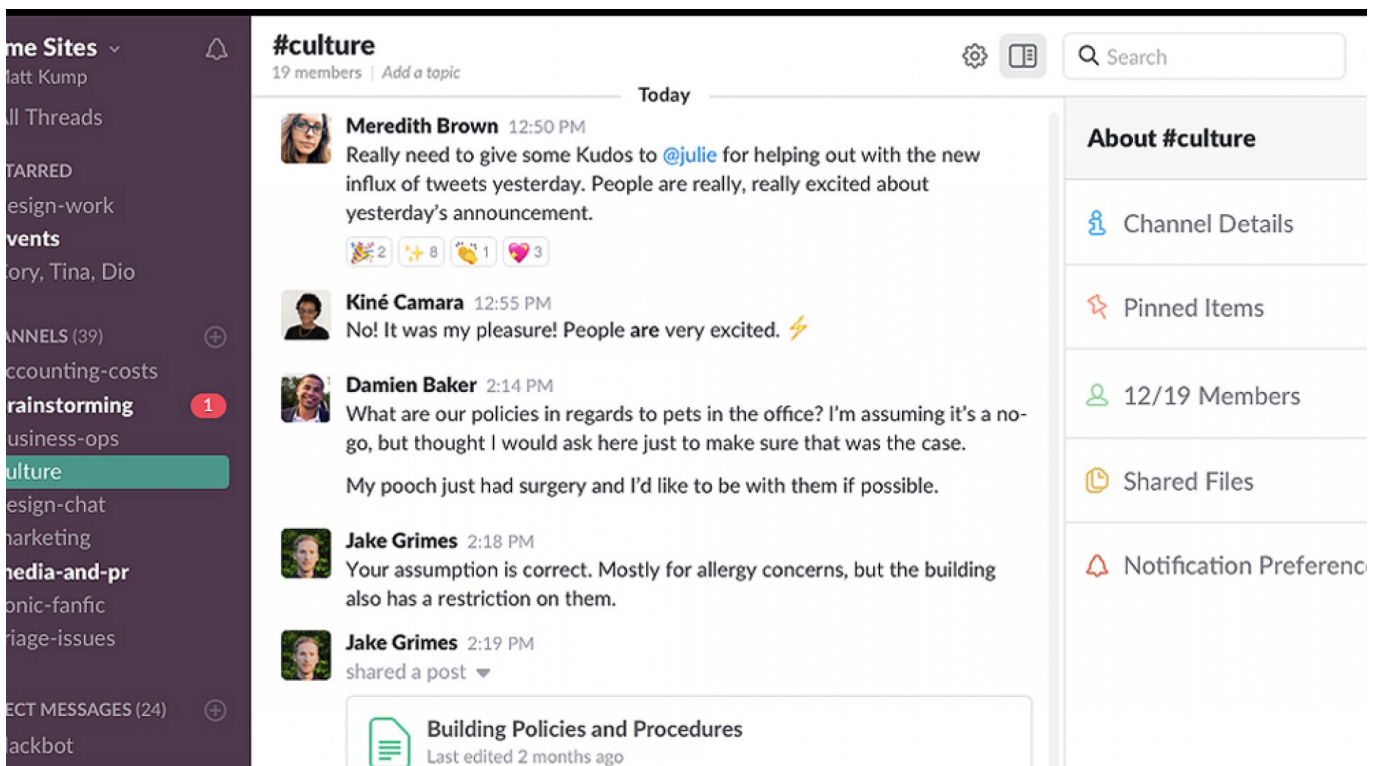 me Sites
Matt Kump
All Threads
TARRED
esign-work
vents
ory, Tina, Dio
ANNELS (39)
ccounting-costs
rainstorming 1
usiness-ops
ulture
esign-chat
marketing
media-and-pr
onic-fanfic
riage-issues
ECT MESSAGES (24)
lackbot
#culture
19 members | Add a topic
Search
Today
Meredith Brown 12:50 PM
Really need to give some Kudos to @julie for helping out with the new
influx of tweets yesterday. People are really, really excited about
yesterday's announcement.
2 8 1 3
Kiné Camara 12:55 PM
No! It was my pleasure! People are very excited.
Damien Baker 2:14 PM
What are our policies in regards to pets in the office? I'm assuming it's a no-
go, but thought I would ask here just to make sure that was the case.
My pooch just had surgery and I'd like to be with them if possible.
Jake Grimes 2:18 PM
Your assumption is correct. Mostly for allergy concerns, but the building
also has a restriction on them.
Jake Grimes 2:19 PM
shared a post
Building Policies and Procedures
Last edited 2 months ago
About #culture
Channel Details
Pinned Items
12/19 Members
Shared Files
Notification Preferenc